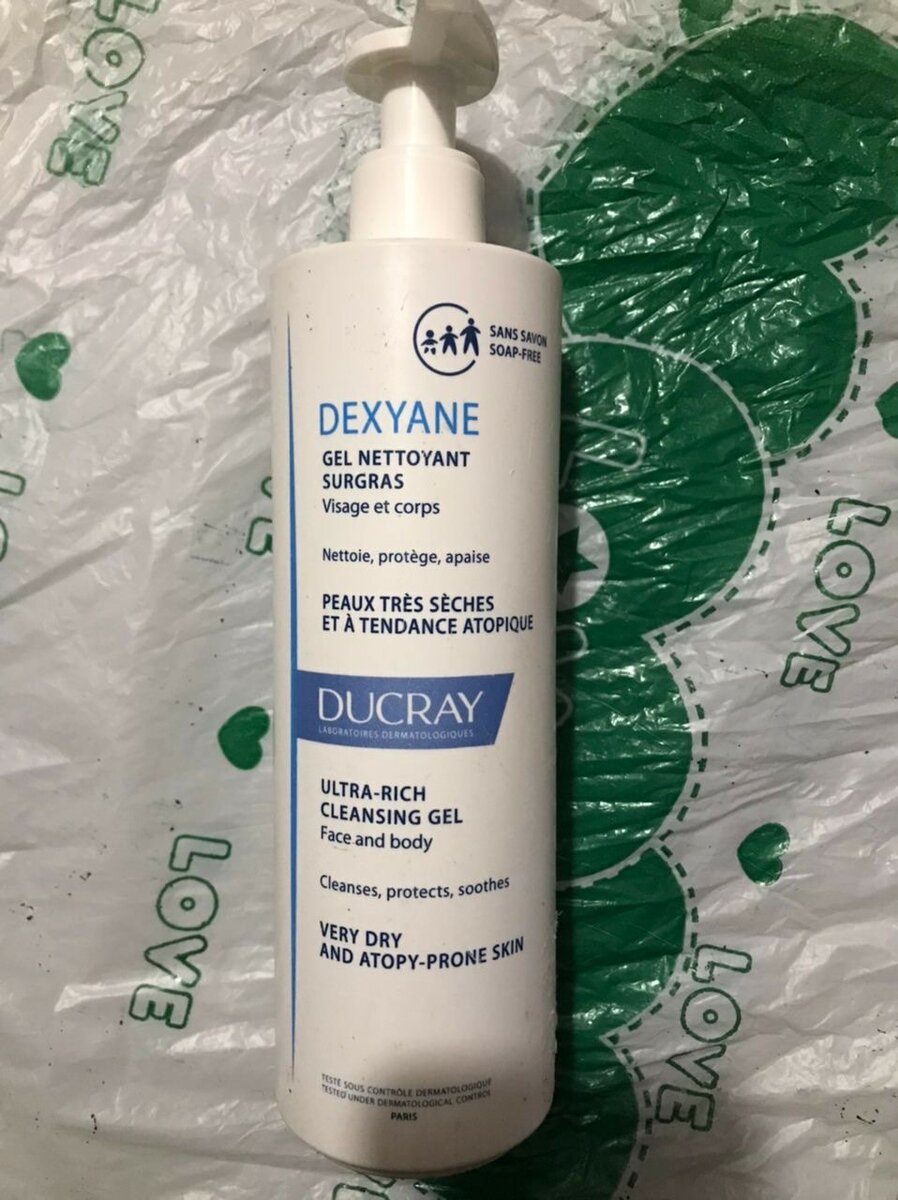 SANS SAVON
SOAP-FREE
DEXYANE
GEL NETTOYANT
SURGRAS
Visage et corps
Nettoie, protège, apaise
PEAUX TRÈS SÈCHES
ET À TENDANCE ATOPIQUE
DUCRAY
LABORATOIRES DERMATOLOGIQUES
ULTRA-RICH
CLEANSING GEL
Face and body
Cleanses, protects, soothes
VERY DRY
AND ATOPY-PRONE SKIN
TESTÉ SOUS CONTRÔLE DERMATOLOGIQUE
TESTED UNDER DERMATOLOGICAL CONTROL
PARIS
LOVE
LOVE
LOVE
LOVE